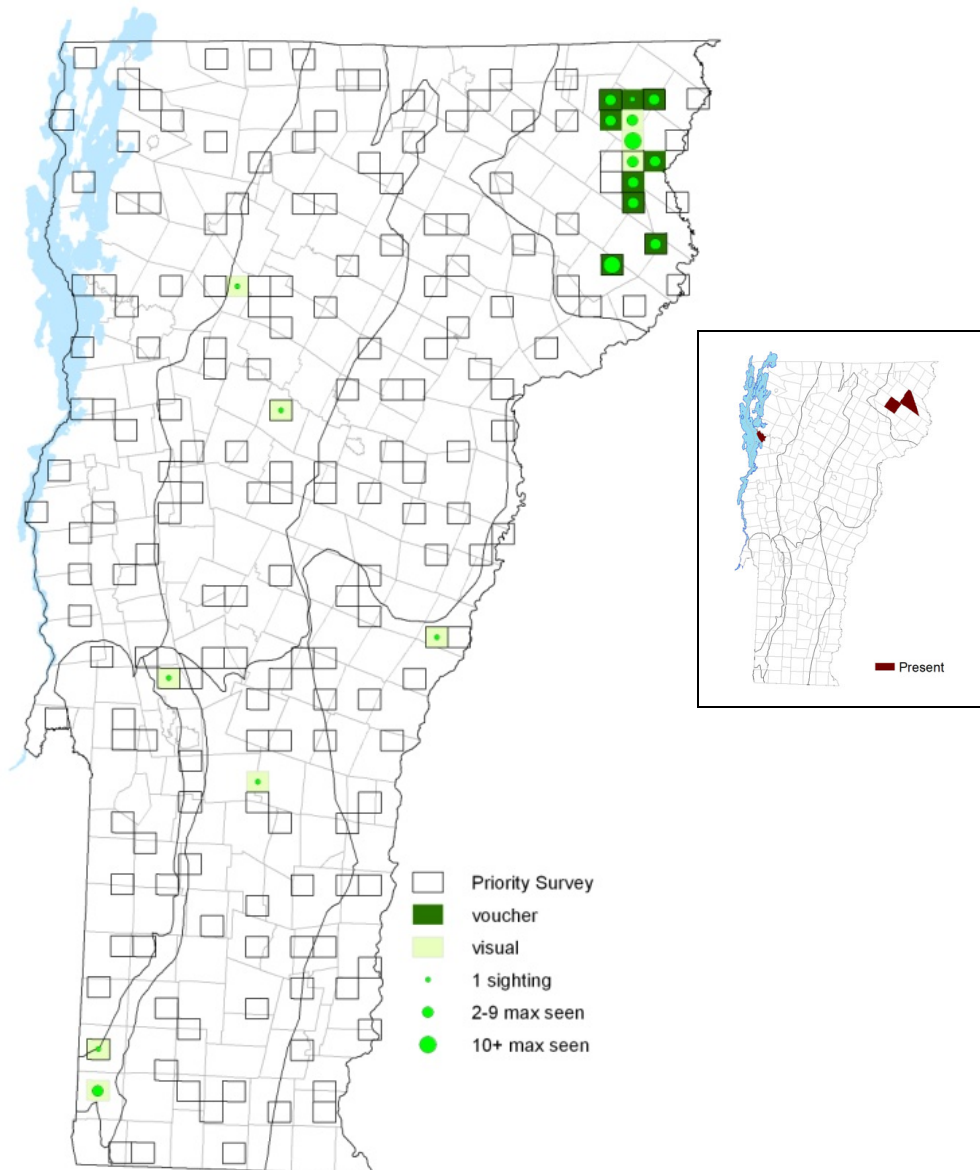 Present
Priority Survey
voucher
visual
1 sighting
2-9 max seen
10+ max seen